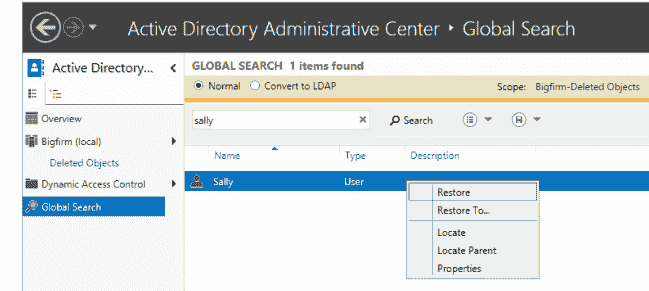 Active Directory Administrative Center • Global Search
Active Directory...
GLOBAL SEARCH 1 items found
Normal Convert to LDAP Scope: Bigfirm-Deleted Objects
Overview
Bigfirm (local)
Deleted Objects
Dynamic Access Control
Global Search
sally Search
Name Type Description
Sally User
Restore
Restore To...
Locate
Locate Parent
Properties